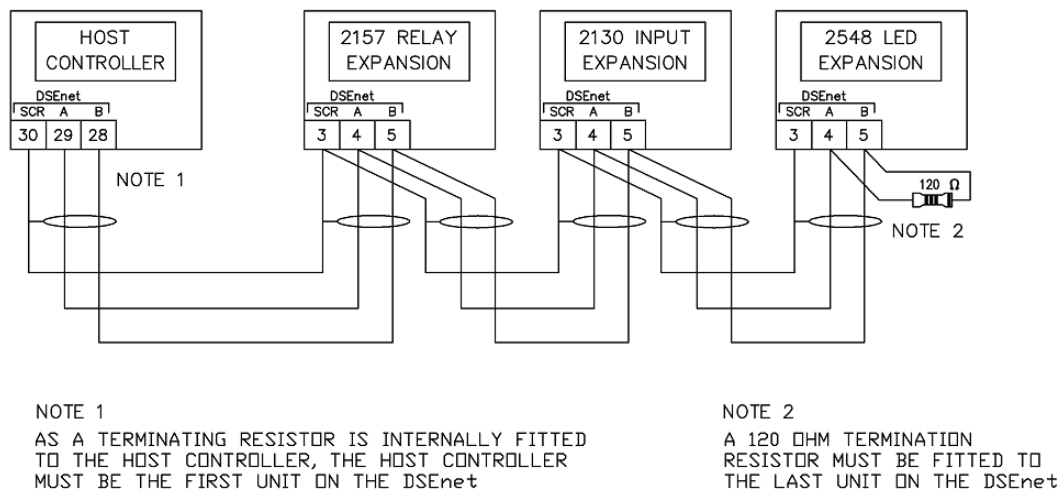 HOST
CONTROLLER
DSEnet
SCR A B
30 29 28
2157 RELAY
EXPANSION
DSEnet
SCR A B
3 4 5
2130 INPUT
EXPANSION
DSEnet
SCR A B
3 4 5
2548 LED
EXPANSION
DSEnet
SCR A B
3 4 5
NOTE 1
120 Ω
NOTE 2
NOTE 1
AS A TERMINATING RESISTOR IS INTERNALLY FITTED
TO THE HOST CONTROLLER, THE HOST CONTROLLER
MUST BE THE FIRST UNIT ON THE DSEnet
NOTE 2
A 120 OHM TERMINATION
RESISTOR MUST BE FITTED TO
THE LAST UNIT ON THE DSEnet